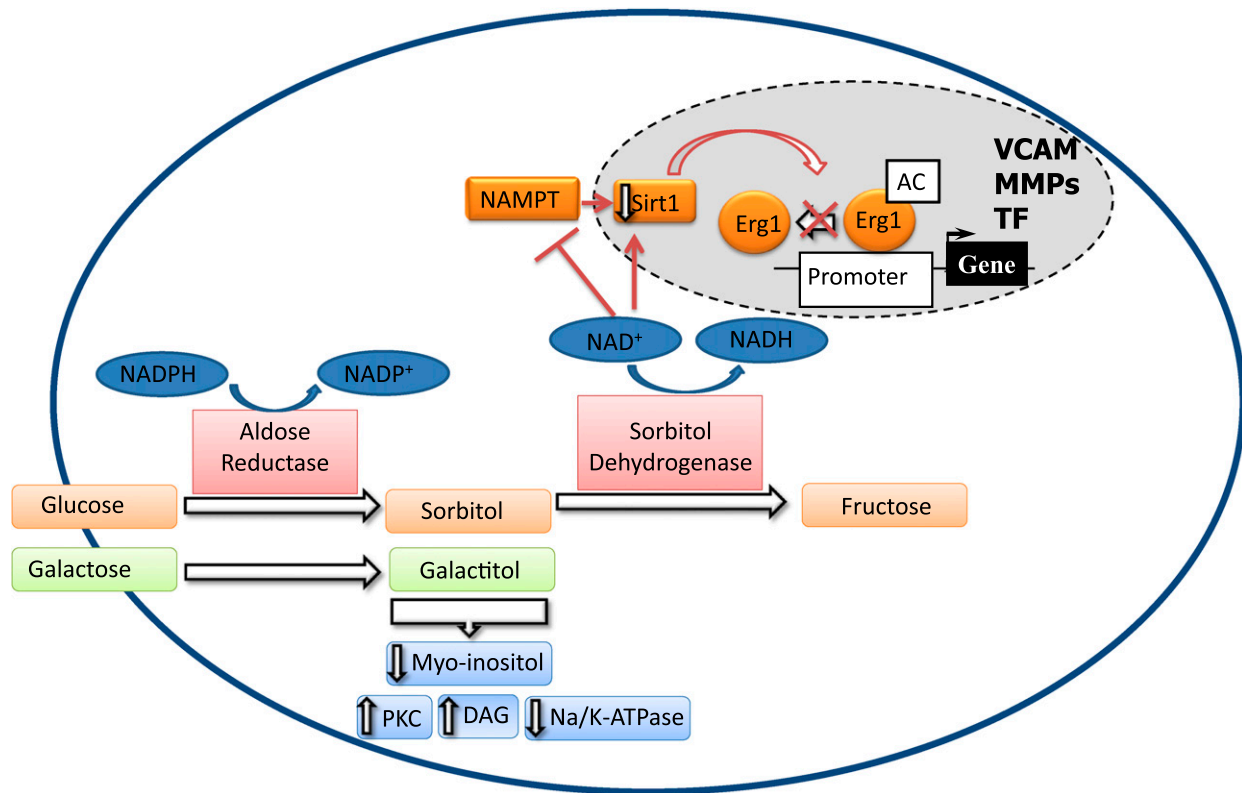 VCAM
MMPs
TF
AC
NAMPT
Sirt1
Erg1
Erg1
Promoter
Gene
NAD⁺
NADH
NADPH
NADP⁺
Aldose
Reductase
Sorbitol
Dehydrogenase
Glucose
Sorbitol
Fructose
Galactose
Galactitol
Myo-inositol
PKC
DAG
Na/K-ATPase